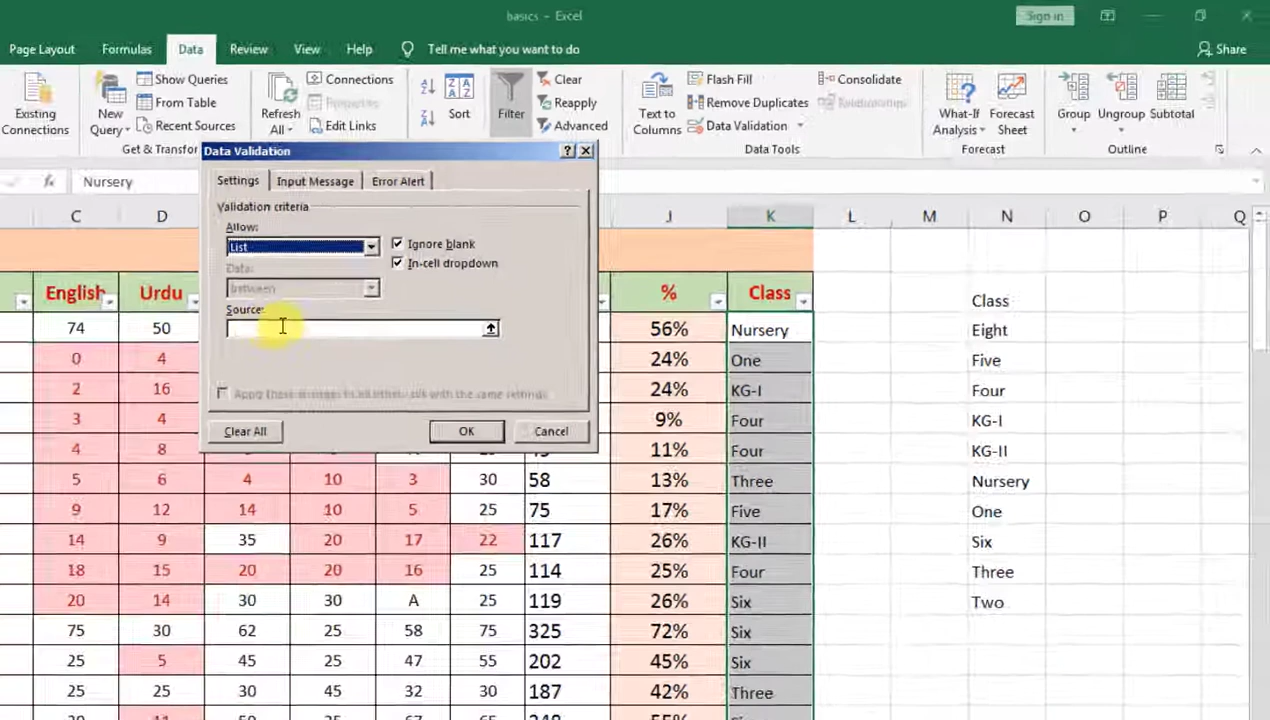 basics - Excel
Sign in
Page Layout Formulas Data Review View Help Tell me what you want to do Share
Existing Connections
New Query
Show Queries
From Table
Recent Sources
Get & Transfor
Refresh All
Connections
Properties
Edit Links
Sort
Filter
Clear
Reapply
Advanced
Text to Columns
Flash Fill
Remove Duplicates
Data Validation
Consolidate
Relationships
Data Tools
What-If Analysis
Forecast Sheet
Forecast
Group
Ungroup
Subtotal
Outline
fx Nursery
Data Validation
Settings Input Message Error Alert
Validation criteria
Allow:
List
Ignore blank
In-cell dropdown
Data:
between
Source:
Apply these changes to all other cells with the same settings
Clear All OK Cancel
C D J K L M N O P Q
English Urdu % Class Class
74 50 56% Nursery Eight
0 4 24% One Five
2 16 24% KG-I Four
3 4 9% Four KG-I
4 8 11% Four KG-II
5 6 4 10 3 30 58 13% Three Nursery
9 12 14 10 5 25 75 17% Five One
14 9 35 20 17 22 117 26% KG-II Six
18 15 20 20 16 25 114 25% Four Three
20 14 30 30 A 25 119 26% Six Two
75 30 62 25 58 75 325 72% Six
25 5 45 25 47 55 202 45% Six
25 25 30 45 32 30 187 42% Three